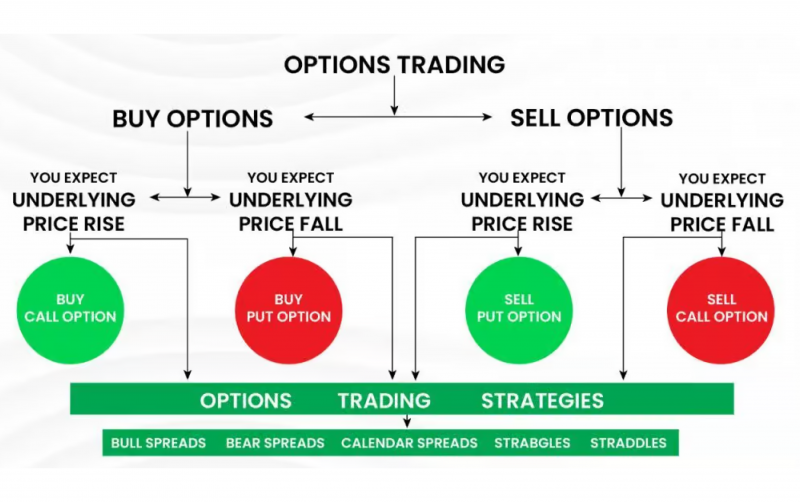 OPTIONS TRADING
BUY OPTIONS
SELL OPTIONS
YOU EXPECT
UNDERLYING
PRICE RISE
YOU EXPECT
UNDERLYING
PRICE FALL
YOU EXPECT
UNDERLYING
PRICE RISE
YOU EXPECT
UNDERLYING
PRICE FALL
BUY
CALL OPTION
BUY
PUT OPTION
SELL
PUT OPTION
SELL
CALL OPTION
OPTIONS TRADING STRATEGIES
BULL SPREADS BEAR SPREADS CALENDAR SPREADS STRABGLES STRADDLES